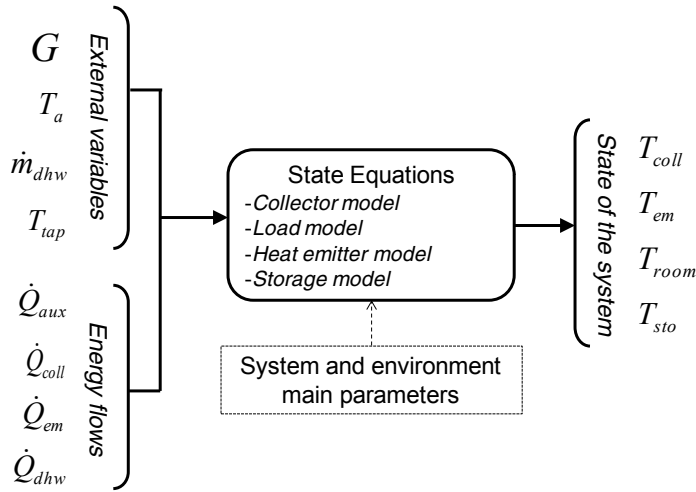 G
T_a
ṁ_dhw
T_tap
External variables
Q̇_aux
Q̇_coll
Q̇_em
Q̇_dhw
Energy flows
State Equations
-Collector model
-Load model
-Heat emitter model
-Storage model
System and environment
main parameters
State of the system
T_coll
T_em
T_room
T_sto